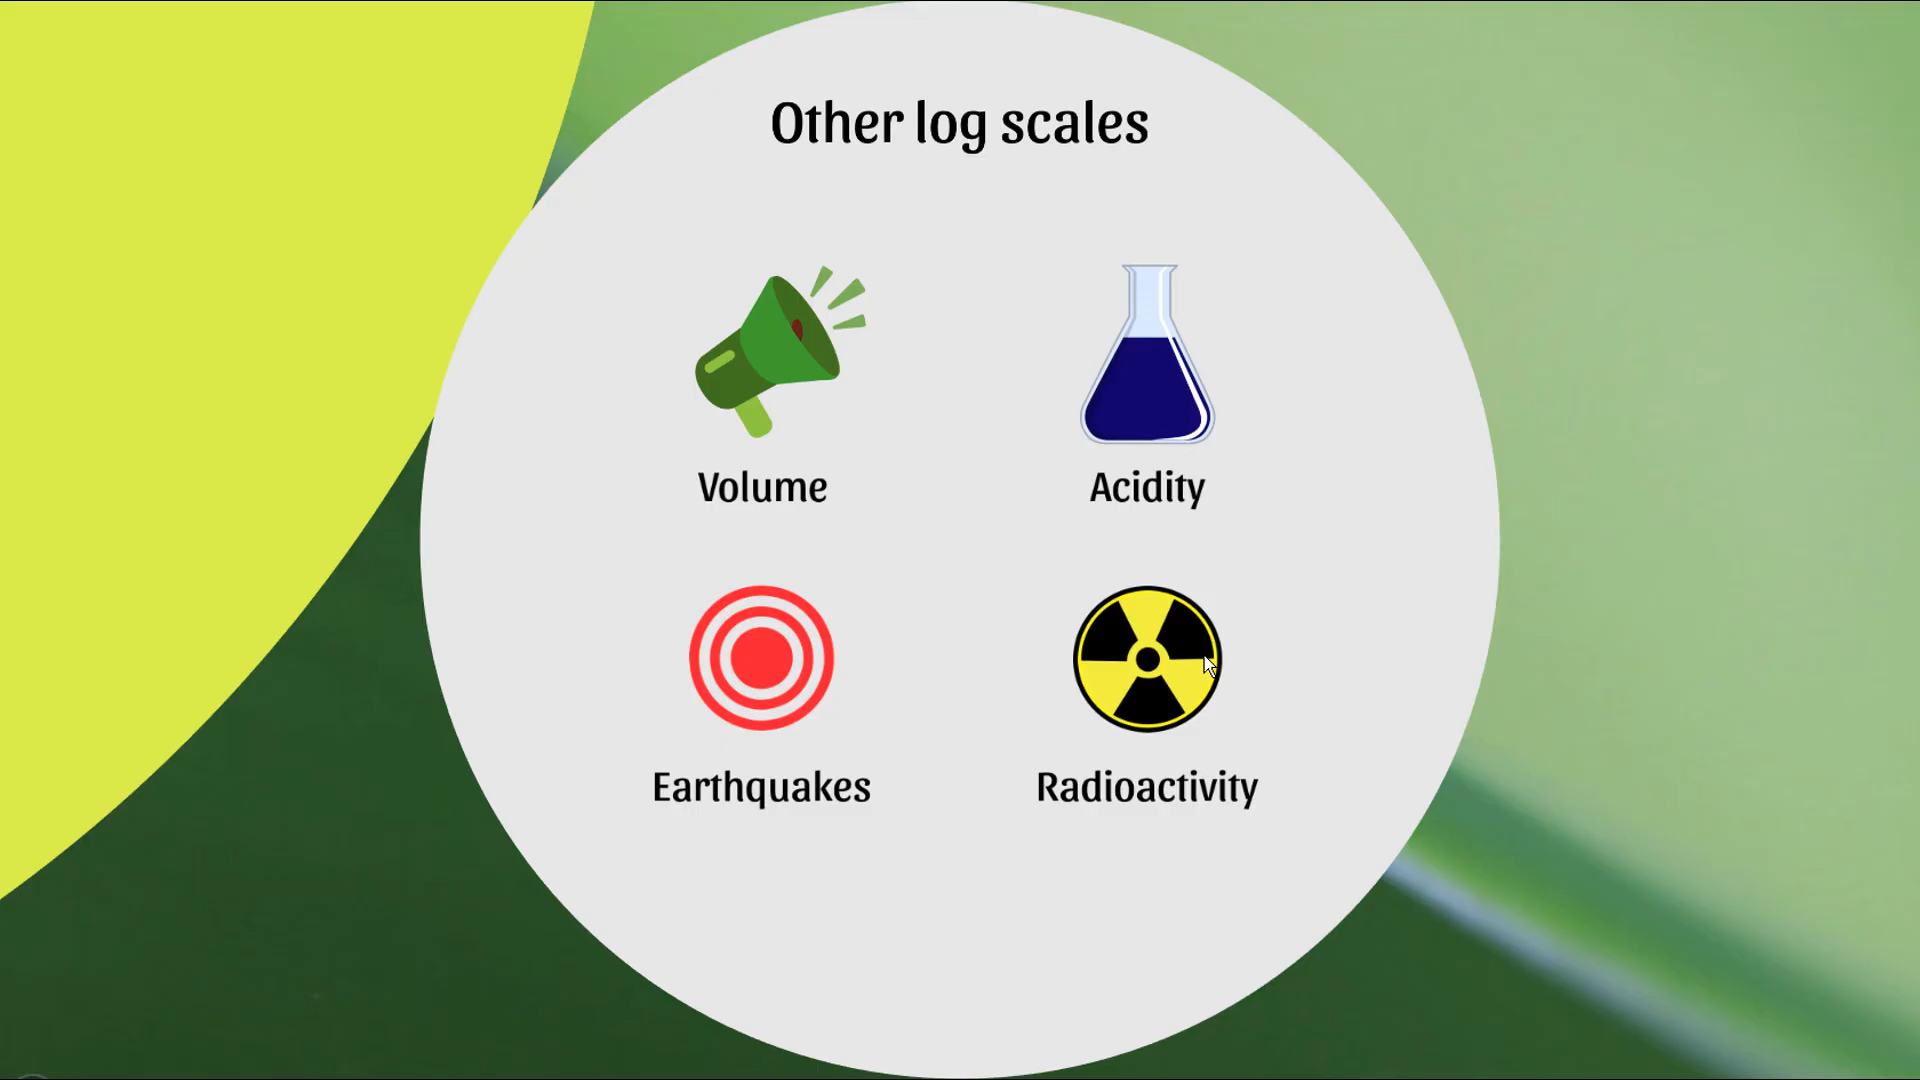 Other log scales
Volume
Acidity
Earthquakes
Radioactivity